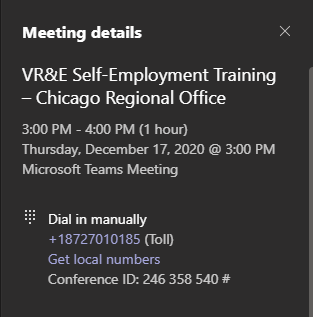 Meeting details
VR&E Self-Employment Training
– Chicago Regional Office
3:00 PM - 4:00 PM (1 hour)
Thursday, December 17, 2020 @ 3:00 PM
Microsoft Teams Meeting
Dial in manually
+18727010185 (Toll)
Get local numbers
Conference ID: 246 358 540 #